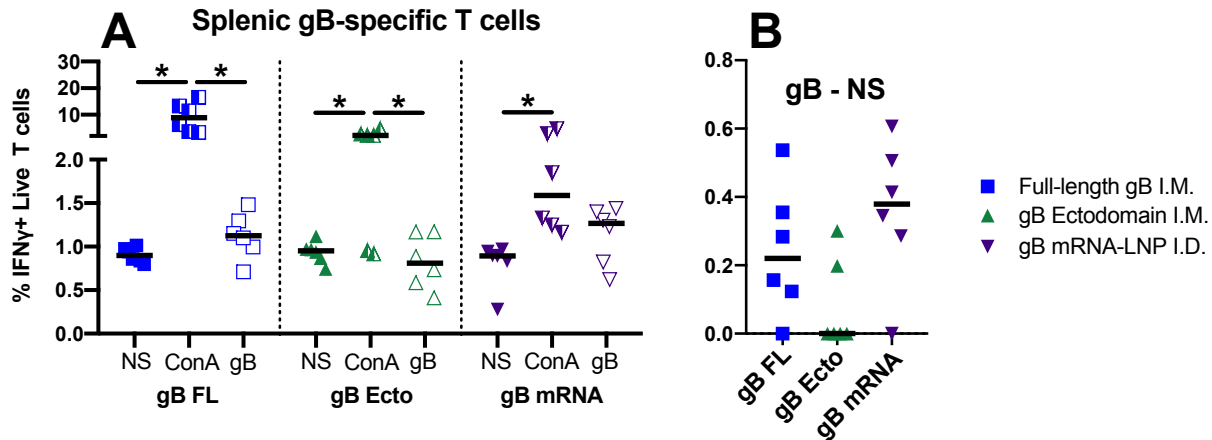 A
Splenic gB-specific T cells
% IFNγ+ Live T cells
30
20
10
2.0
1.5
1.0
0.5
0.0
* * * * *
NS ConA gB NS ConA gB NS ConA gB
gB FL gB Ecto gB mRNA
B
gB - NS
0.8
0.6
0.4
0.2
0.0
gB FL
gB Ecto
gB mRNA
Full-length gB I.M.
gB Ectodomain I.M.
gB mRNA-LNP I.D.